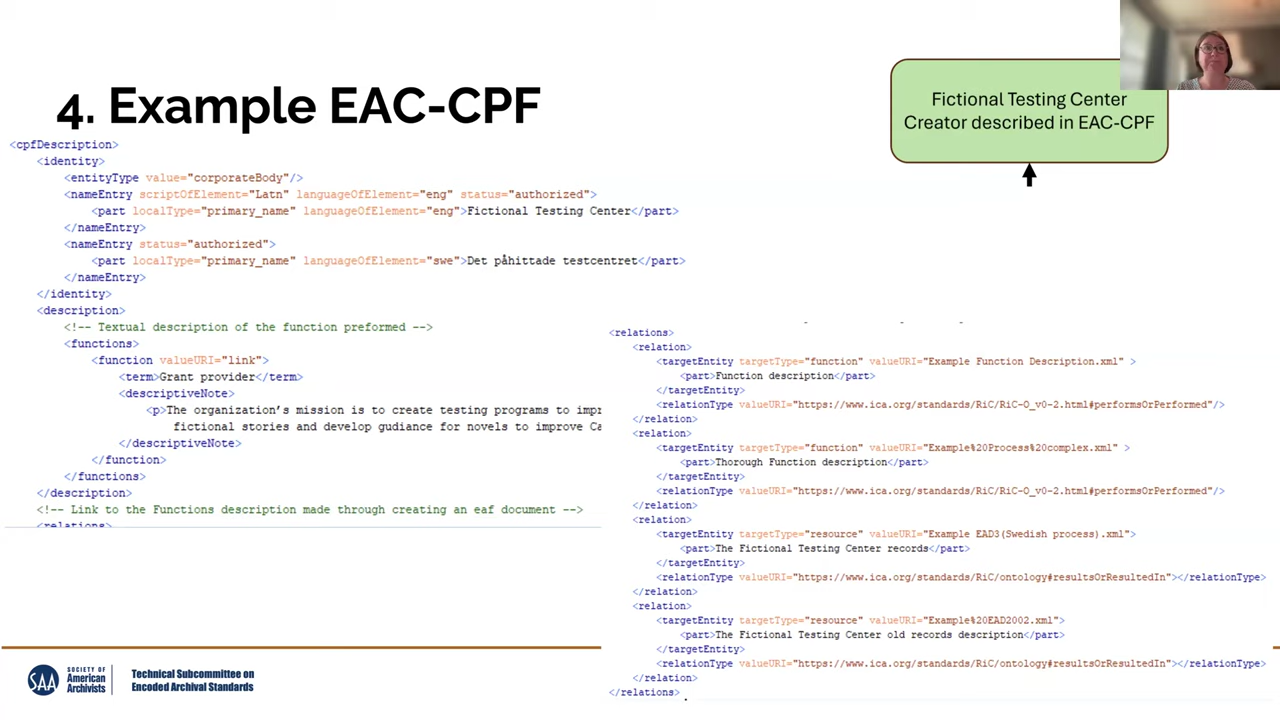 4. Example EAC-CPF
Fictional Testing Center
Creator described in EAC-CPF
<cpfDescription>
<identity>
<entityType value="corporateBody"/>
<nameEntry scriptOfElement="Latn" languageOfElement="eng" status="authorized">
<part localType="primary_name" languageOfElement="eng">Fictional Testing Center</part>
</nameEntry>
<nameEntry status="authorized">
<part localType="primary_name" languageOfElement="swe">Det påhittade testcentret</part>
</nameEntry>
</identity>
<description>
<!-- Textual description of the function preformed -->
<functions>
<function valueURI="link">
<term>Grant provider</term>
<descriptiveNote>
<p>The organization's mission is to create testing programs to impr
fictional stories and develop gudiance for novels to improve Ca
</descriptiveNote>
</function>
</functions>
</description>
<!-- Link to the Functions description made through creating an eaf document -->
<relations>
<relations>
<relation>
<targetEntity targetType="function" valueURI="Example Function Description.xml" >
<part>Function description</part>
</targetEntity>
<relationType valueURI="https://www.ica.org/standards/RiC/RiC-O_v0-2.html#performsOrPerformed"/>
</relation>
<relation>
<targetEntity targetType="function" valueURI="Example%20Process%20complex.xml" >
<part>Thorough Function description</part>
</targetEntity>
<relationType valueURI="https://www.ica.org/standards/RiC/RiC-O_v0-2.html#performsOrPerformed"/>
</relation>
<relation>
<targetEntity targetType="resource" valueURI="Example EAD3(Swedish process).xml">
<part>The Fictional Testing Center records</part>
</targetEntity>
<relationType valueURI="https://www.ica.org/standards/RiC/ontology#resultsOrResultedIn"></relationType>
</relation>
<relation>
<targetEntity targetType="resource" valueURI="Example%20EAD2002.xml">
<part>The Fictional Testing Center old records description</part>
</targetEntity>
<relationType valueURI="https://www.ica.org/standards/RiC/ontology#resultsOrResultedIn"></relationType>
</relation>
</relations>
SAA
SOCIETY OF
American
Archivists
Technical Subcommittee on
Encoded Archival Standards